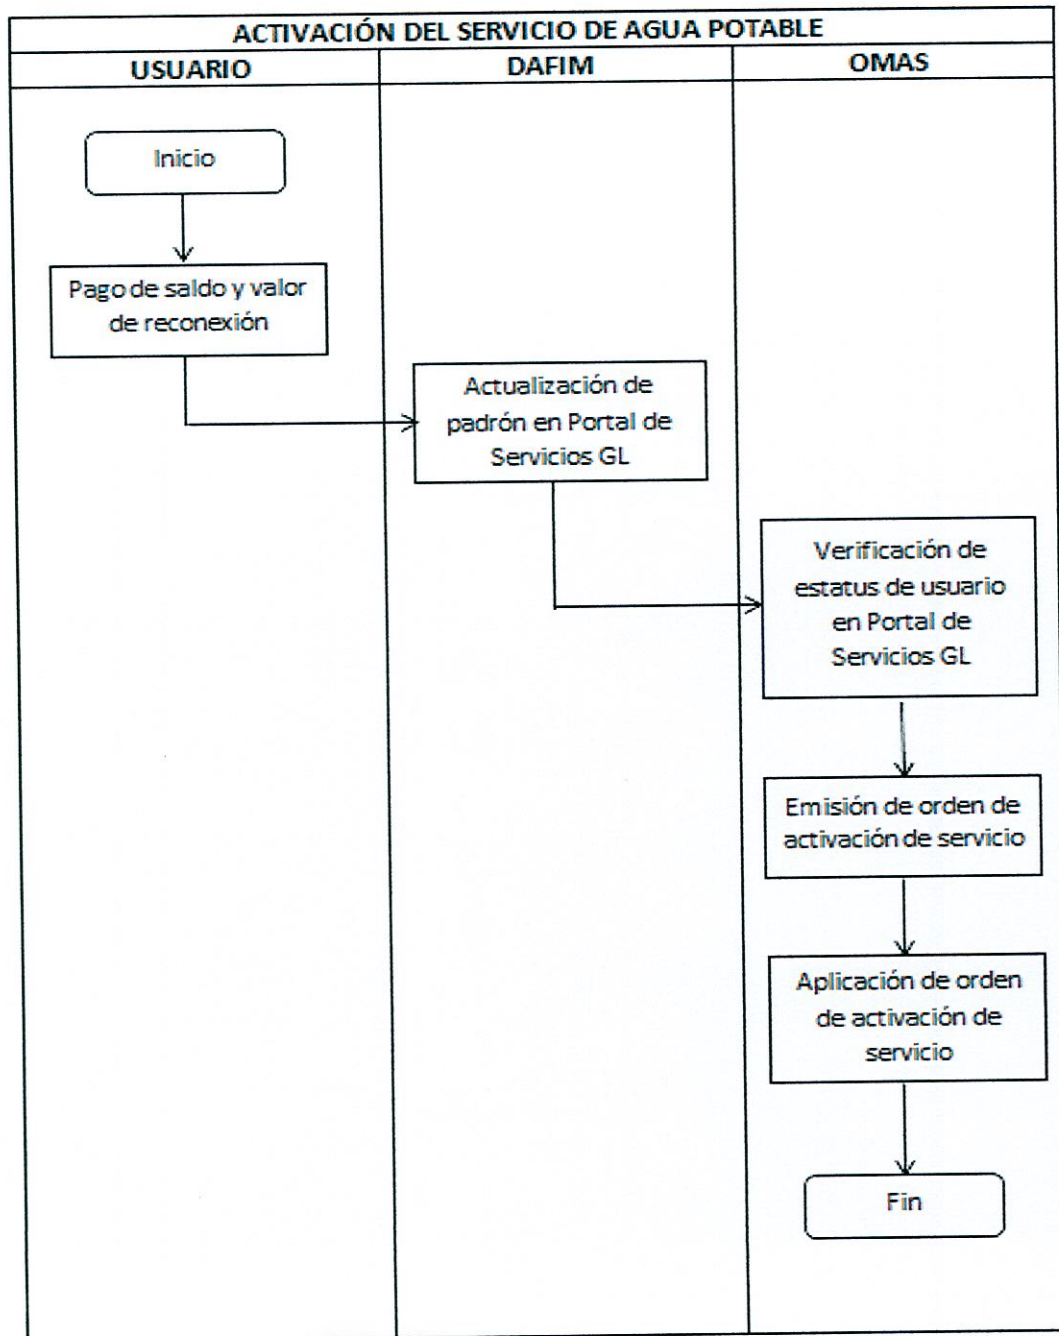 ACTIVACIÓN DEL SERVICIO DE AGUA POTABLE
USUARIO
DAFIM
OMAS
Inicio
Pago de saldo y valor
de reconexión
Actualización de
padrón en Portal de
Servicios GL
Verificación de
estatus de usuario
en Portal de
Servicios GL
Emisión de orden de
activación de servicio
Aplicación de orden
de activación de
servicio
Fin